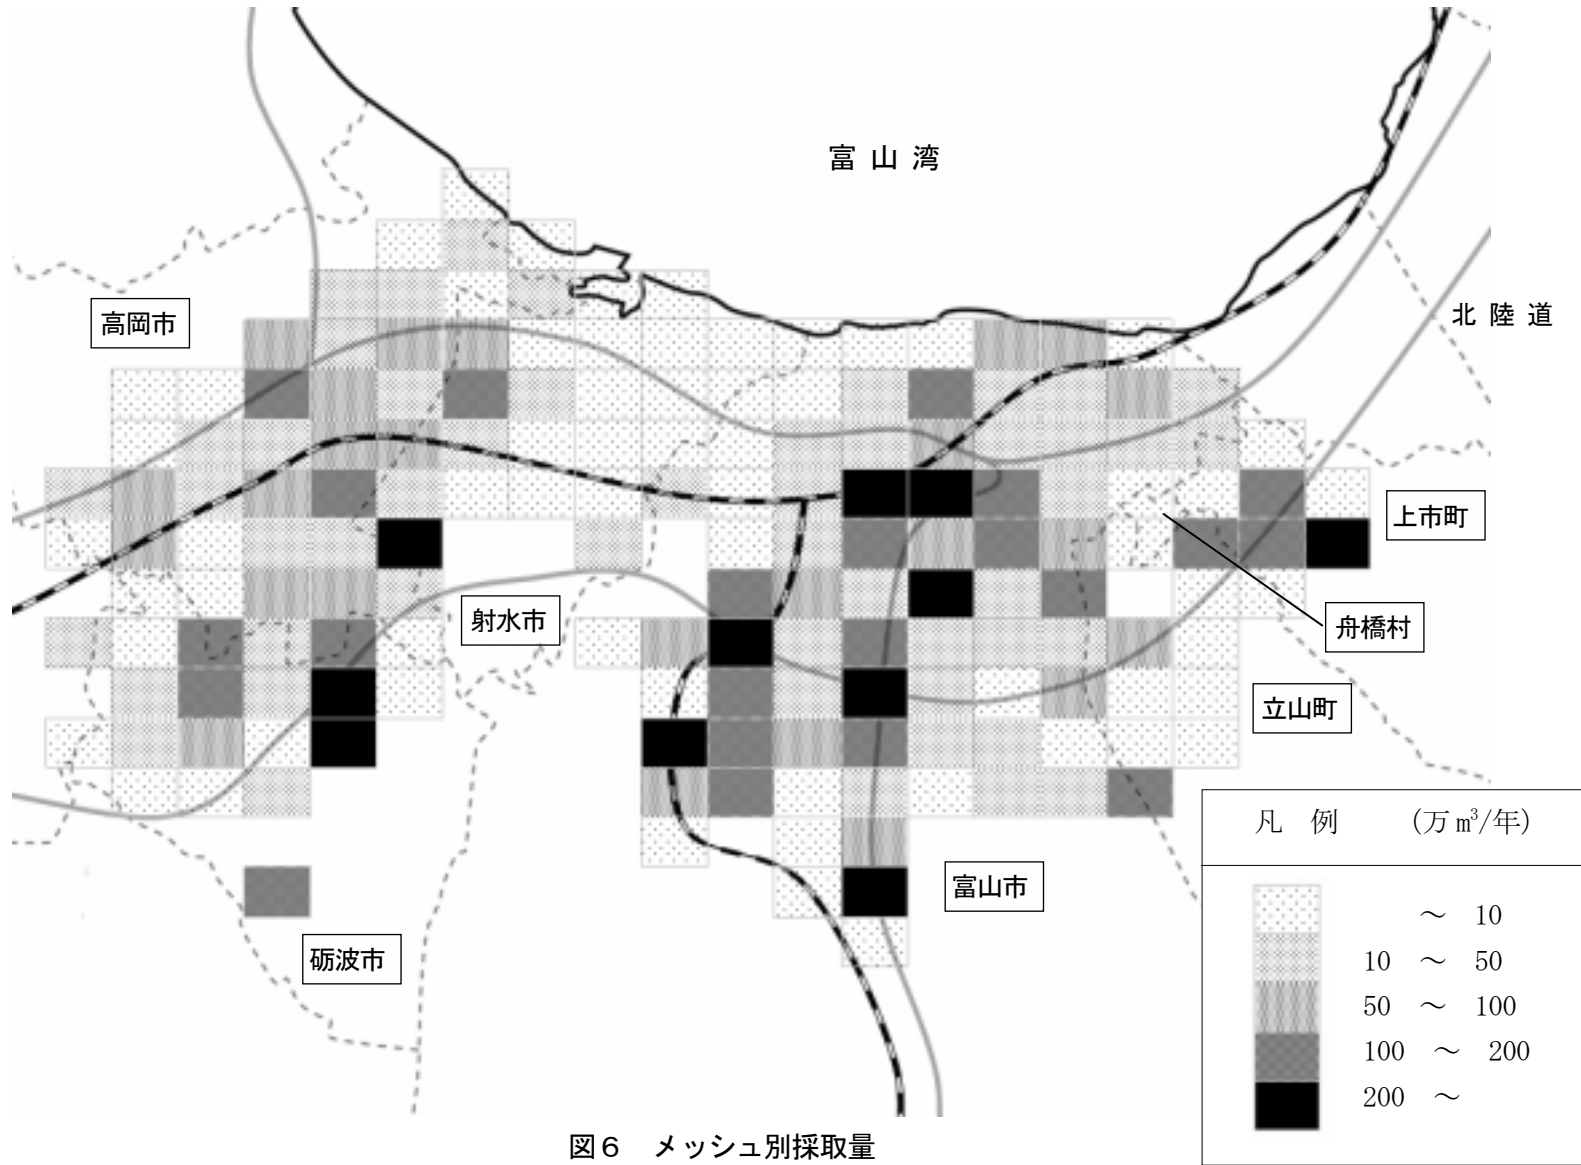 富山湾
高岡市
北陸道
上市町
射水市
舟橋村
立山町
富山市
砺波市
凡 例 (万m³/年)
～ 10
10 ～ 50
50 ～ 100
100 ～ 200
200 ～
図6 メッシュ別採取量